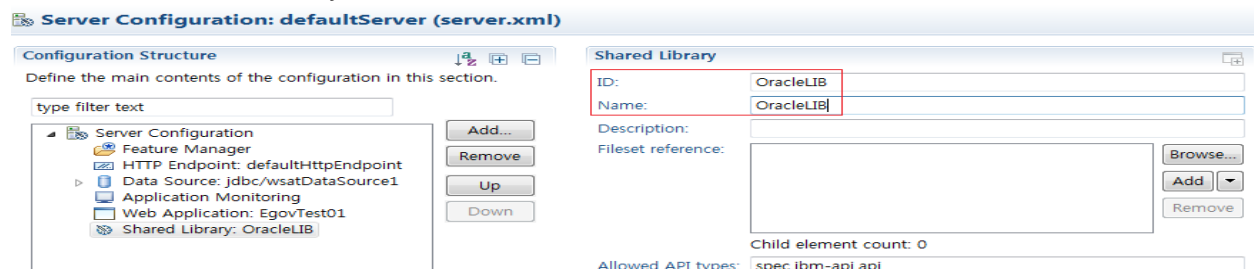 Server Configuration: defaultServer (server.xml)
Configuration Structure
Define the main contents of the configuration in this section.
type filter text
Server Configuration
Feature Manager
HTTP Endpoint: defaultHttpEndpoint
Data Source: jdbc/wsatDataSource1
Application Monitoring
Web Application: EgovTest01
Shared Library: OracleLIB
Add...
Remove
Up
Down
Shared Library
ID: OracleLIB
Name: OracleLIB
Description:
Fileset reference:
Browse...
Add
Remove
Child element count: 0
Allowed API types: spec,ibm-api,api